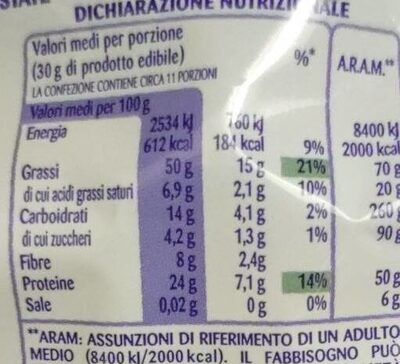 DICHIARAZIONE
Valori medi per porzione
(30 g di prodotto edibile) %* A.R.A.M.**
LA CONFEZIONE CONTIENE CIRCA 11 PORZIONI
Valori medi per 100 g
Energia 2534 kJ 760 kJ 8400 kJ
612 kcal 184 kcal 9% 2000 kcal
Grassi 50 g 15 g 21% 70 g
di cui acidi grassi saturi 6,9 g 2,1 g 10% 20 g
Carboidrati 14 g 4,1 g 2% 260 g
di cui zuccheri 4,2 g 1,3 g 1% 90 g
Fibre 8 g 2,4g
Proteine 24 g 7,1 g 14% 50 g
Sale 0,02 g 0 g 0% 6 g
**ARAM: ASSUNZIONI DI RIFERIMENTO DI UN ADULTO
MEDIO (8400 kJ/2000 kcal). IL FABBISOGNO PUÒ